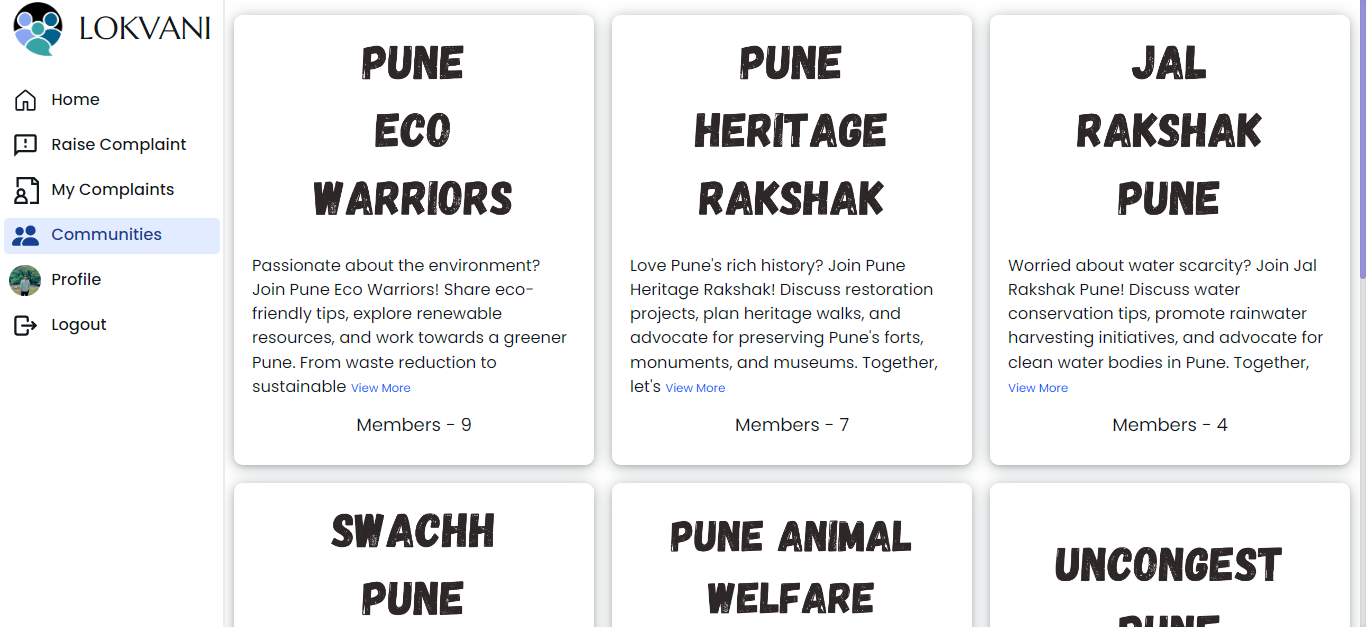 LOKVANI
Home
Raise Complaint
My Complaints
Communities
Profile
Logout
PUNE
ECO
WARRIORS
Passionate about the environment?
Join Pune Eco Warriors! Share eco-
friendly tips, explore renewable
resources, and work towards a greener
Pune. From waste reduction to
sustainable View More
Members - 9
PUNE
HERITAGE
RAKSHAK
Love Pune's rich history? Join Pune
Heritage Rakshak! Discuss restoration
projects, plan heritage walks, and
advocate for preserving Pune's forts,
monuments, and museums. Together,
let's View More
Members - 7
JAL
RAKSHAK
PUNE
Worried about water scarcity? Join Jal
Rakshak Pune! Discuss water
conservation tips, promote rainwater
harvesting initiatives, and advocate for
clean water bodies in Pune. Together,
View More
Members - 4
SWACHH
PUNE
PUNE ANIMAL
WELFARE
UNCONGEST
PUNE